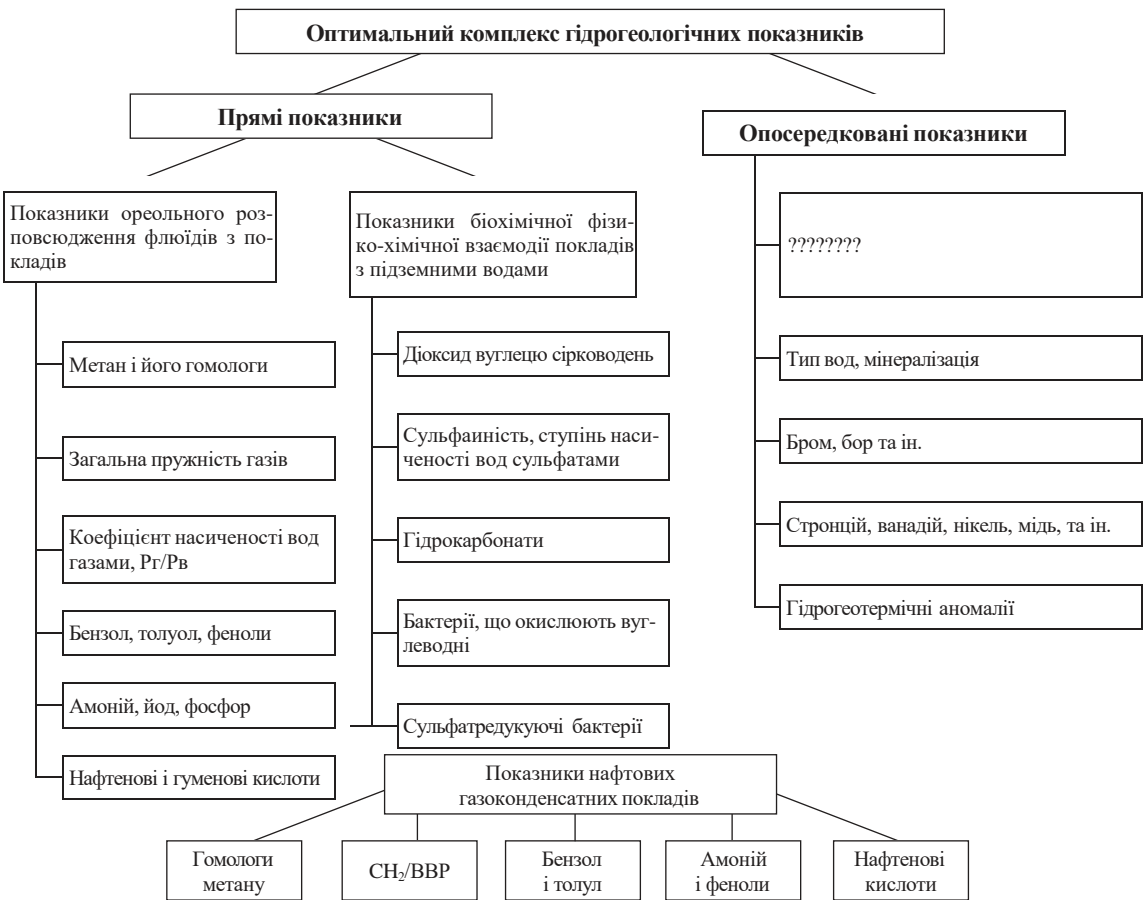 Оптимальний комплекс гідрогеологічних показників
Прямі показники
Опосередковані показники
Показники ореольного роз-
повсюдження флюїдів з по-
кладів
Метан і його гомологи
Загальна пружність газів
Коефіцієнт насиченості вод
газами, Рг/Рв
Бензол, толуол, феноли
Амоній, йод, фосфор
Нафтенові і гуменові кислоти
Показники біохімічної фізи-
ко-хімічної взаємодії покладів
з підземними водами
Діоксид вуглецю сірководень
Сульфаиність, ступінь наси-
ченості вод сульфатами
Гідрокарбонати
Бактерії, що окислюють вуг-
леводні
Сульфатредукуючі бактерії
????????
Тип вод, мінералізація
Бром, бор та ін.
Стронцій, ванадій, нікель, мідь, та ін.
Гідрогеотермічні аномалії
Показники нафтових
газоконденсатних покладів
Гомологи
метану
СН₂/ВВР
Бензол
і толул
Амоній
і феноли
Нафтенові
кислоти